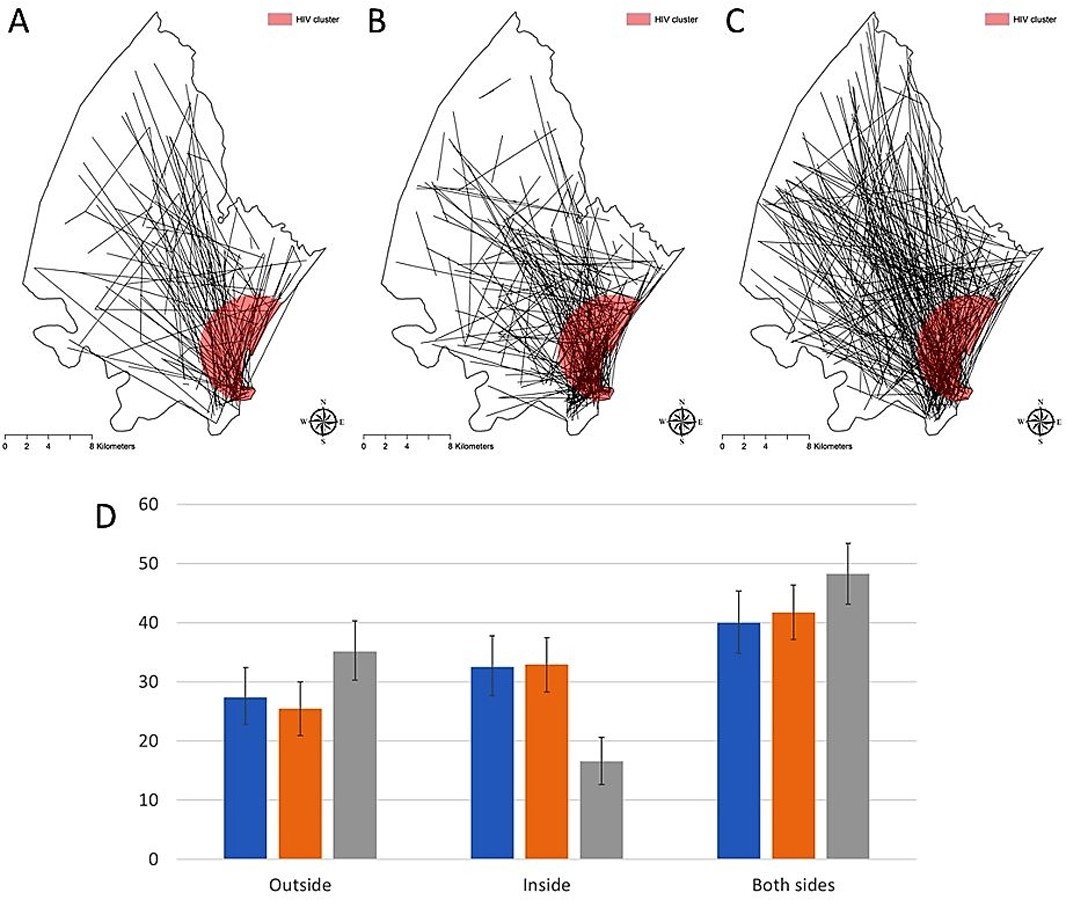 A
HIV cluster
B
HIV cluster
C
HIV cluster
N
W E
S
0 2 4 8 Kilometers
N
W E
S
0 2 4 8 Kilometers
N
W E
S
0 2 4 8 Kilometers
D
60
50
40
30
20
10
0
Outside
Inside
Both sides